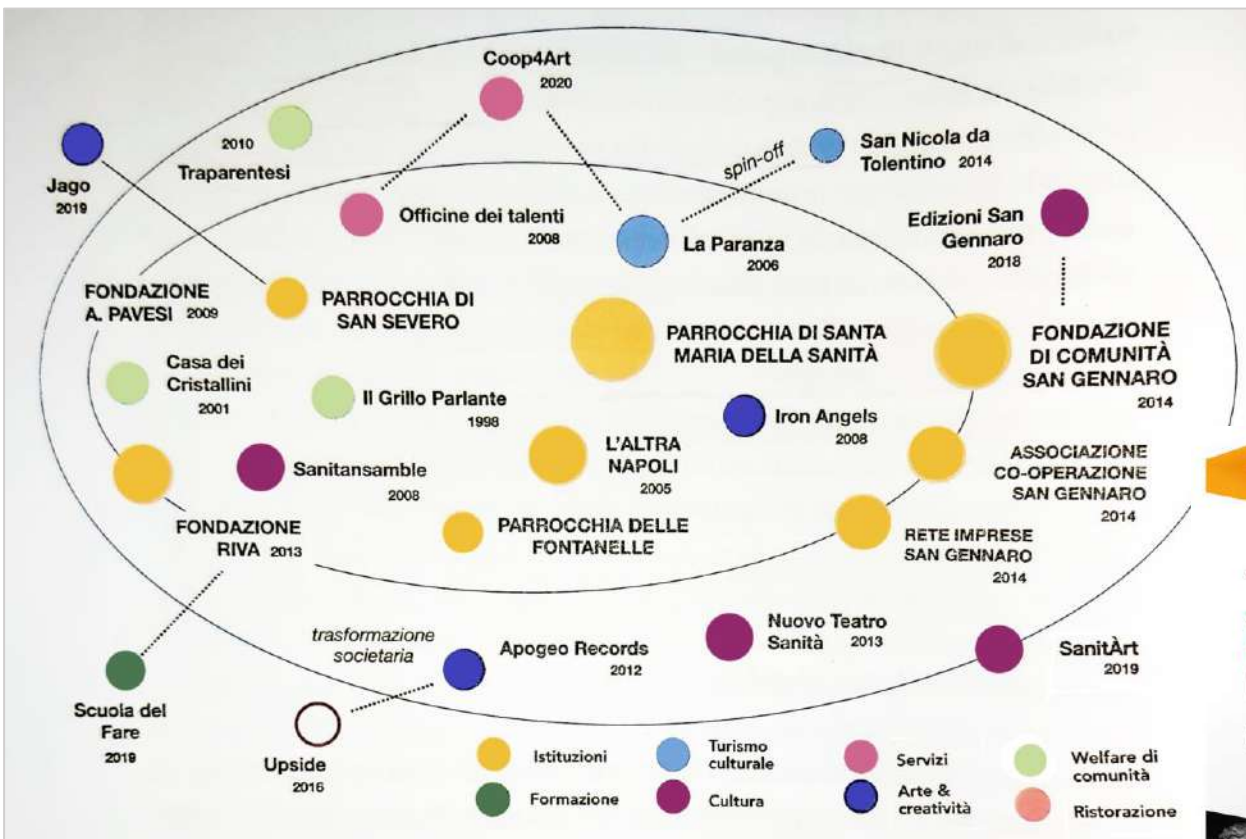 Coop4Art
2020
2010
Traparentesi
Jago
2019
spin-off
San Nicola da
Tolentino 2014
Officine dei talenti
2008
La Paranza
2006
Edizioni San
Gennaro
2018
FONDAZIONE
A. PAVESI 2009
PARROCCHIA DI
SAN SEVERO
PARROCCHIA DI SANTA
MARIA DELLA SANITÀ
FONDAZIONE
DI COMUNITÀ
SAN GENNARO
2014
Casa dei
Cristallini
2001
Il Grillo Parlante
1998
Iron Angels
2008
Sanitansamble
2008
L'ALTRA
NAPOLI
2005
ASSOCIAZIONE
CO-OPERAZIONE
SAN GENNARO
2014
FONDAZIONE
RIVA 2013
PARROCCHIA DELLE
FONTANELLE
RETE IMPRESE
SAN GENNARO
2014
trasformazione
societaria
Apogeo Records
2012
Nuovo Teatro
Sanità 2013
SanitÀrt
2019
Scuola del
Fare
2019
Upside
2016
Istituzioni
Turismo
culturale
Servizi
Welfare di
comunità
Formazione
Cultura
Arte &
creatività
Ristorazione